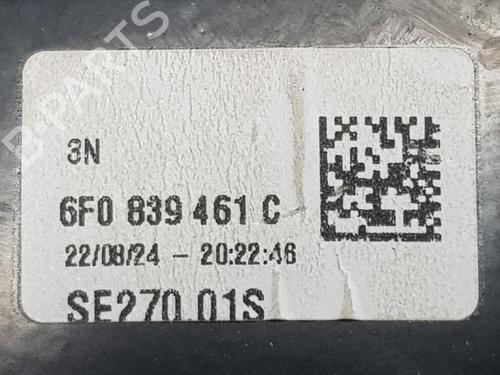 B-PARTS
3N
6F0 839 461 C
22/08/24 - 20:22:46
SE270 01S